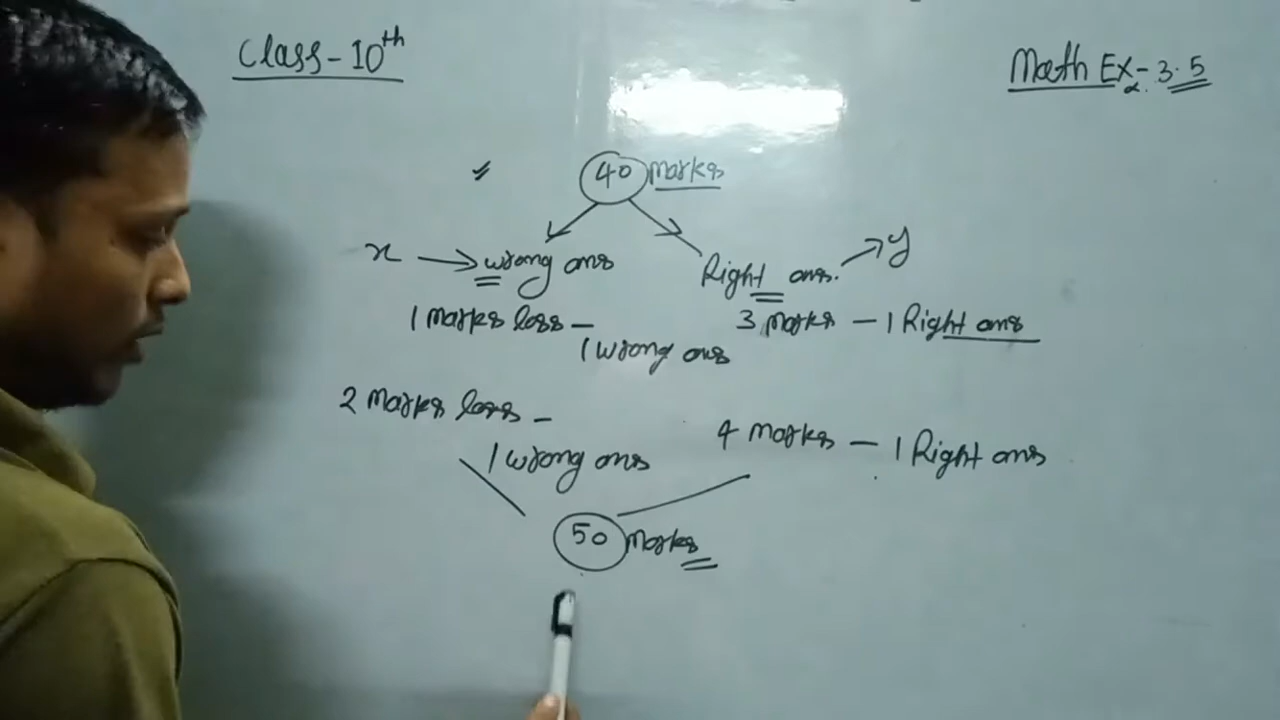 Class-10th
Math Ex-3.5
40 marks
x → wrong ans
Right ans. → y
1 Marks loss -
1 wrong ans
3 Marks - 1 Right ans
2 Marks loss -
1 wrong ans
4 Marks - 1 Right ans
50 Marks